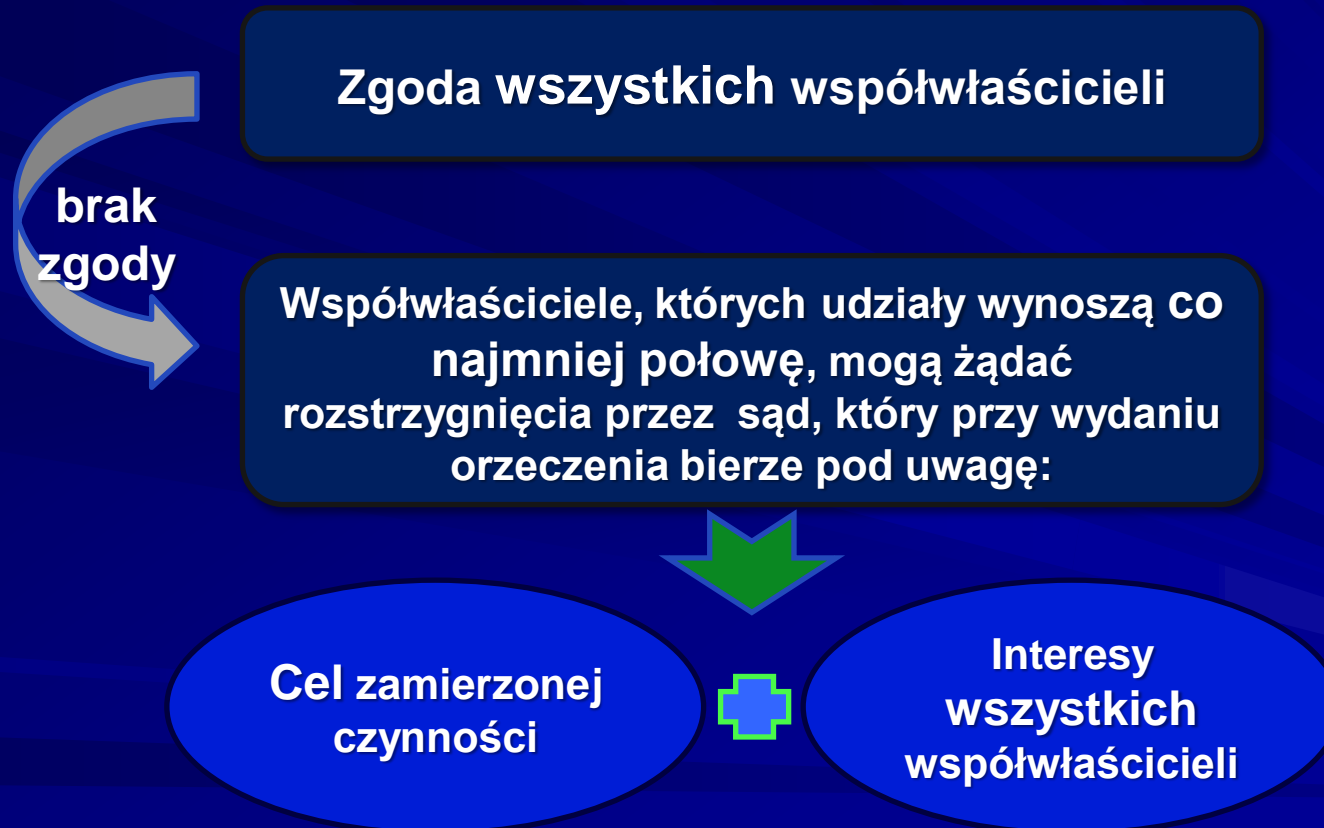 Zgoda wszystkich współwłaścicieli
brak
zgody
Współwłaściciele, których udziały wynoszą co
najmniej połowę, mogą żądać
rozstrzygnięcia przez sąd, który przy wydaniu
orzeczenia bierze pod uwagę:
Cel zamierzonej
czynności
Interesy
wszystkich
współwłaścicieli